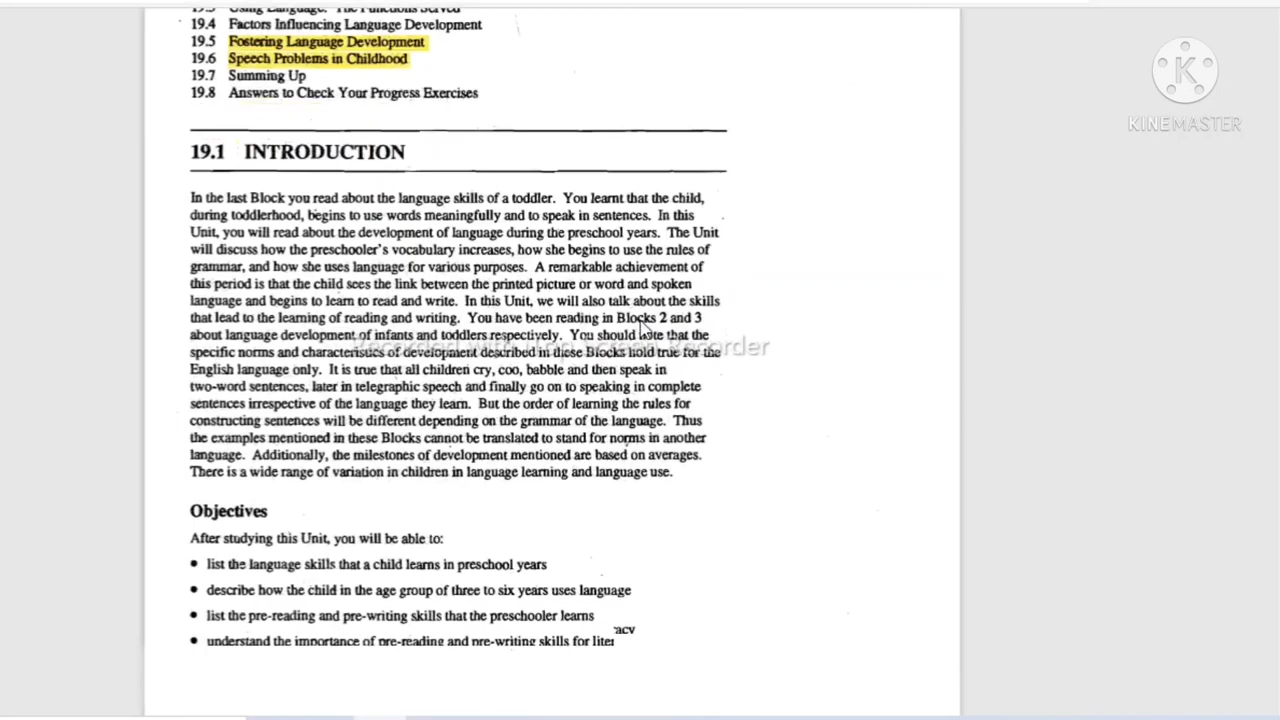 19.3 Using Language: The Functions Served
19.4 Factors Influencing Language Development
19.5 Fostering Language Development
19.6 Speech Problems in Childhood
19.7 Summing Up
19.8 Answers to Check Your Progress Exercises
KINEMASTER
19.1 INTRODUCTION
In the last Block you read about the language skills of a toddler. You learnt that the child,
during toddlerhood, begins to use words meaningfully and to speak in sentences. In this
Unit, you will read about the development of language during the preschool years. The Unit
will discuss how the preschooler's vocabulary increases, how she begins to use the rules of
grammar, and how she uses language for various purposes. A remarkable achievement of
this period is that the child sees the link between the printed picture or word and spoken
language and begins to learn to read and write. In this Unit, we will also talk about the skills
that lead to the learning of reading and writing. You have been reading in Blocks 2 and 3
about language development of infants and toddlers respectively. You should note that the
specific norms and characteristics of development described in these Blocks hold true for the
Recorded with iTop Screen Recorder
English language only. It is true that all children cry, coo, babble and then speak in
two-word sentences, later in telegraphic speech and finally go on to speaking in complete
sentences irrespective of the language they learn. But the order of learning the rules for
constructing sentences will be different depending on the grammar of the language. Thus
the examples mentioned in these Blocks cannot be translated to stand for norms in another
language. Additionally, the milestones of development mentioned are based on averages.
There is a wide range of variation in children in language learning and language use.
Objectives
After studying this Unit, you will be able to:
• list the language skills that a child learns in preschool years
• describe how the child in the age group of three to six years uses language
• list the pre-reading and pre-writing skills that the preschooler learns
• understand the importance of pre-reading and pre-writing skills for literacy